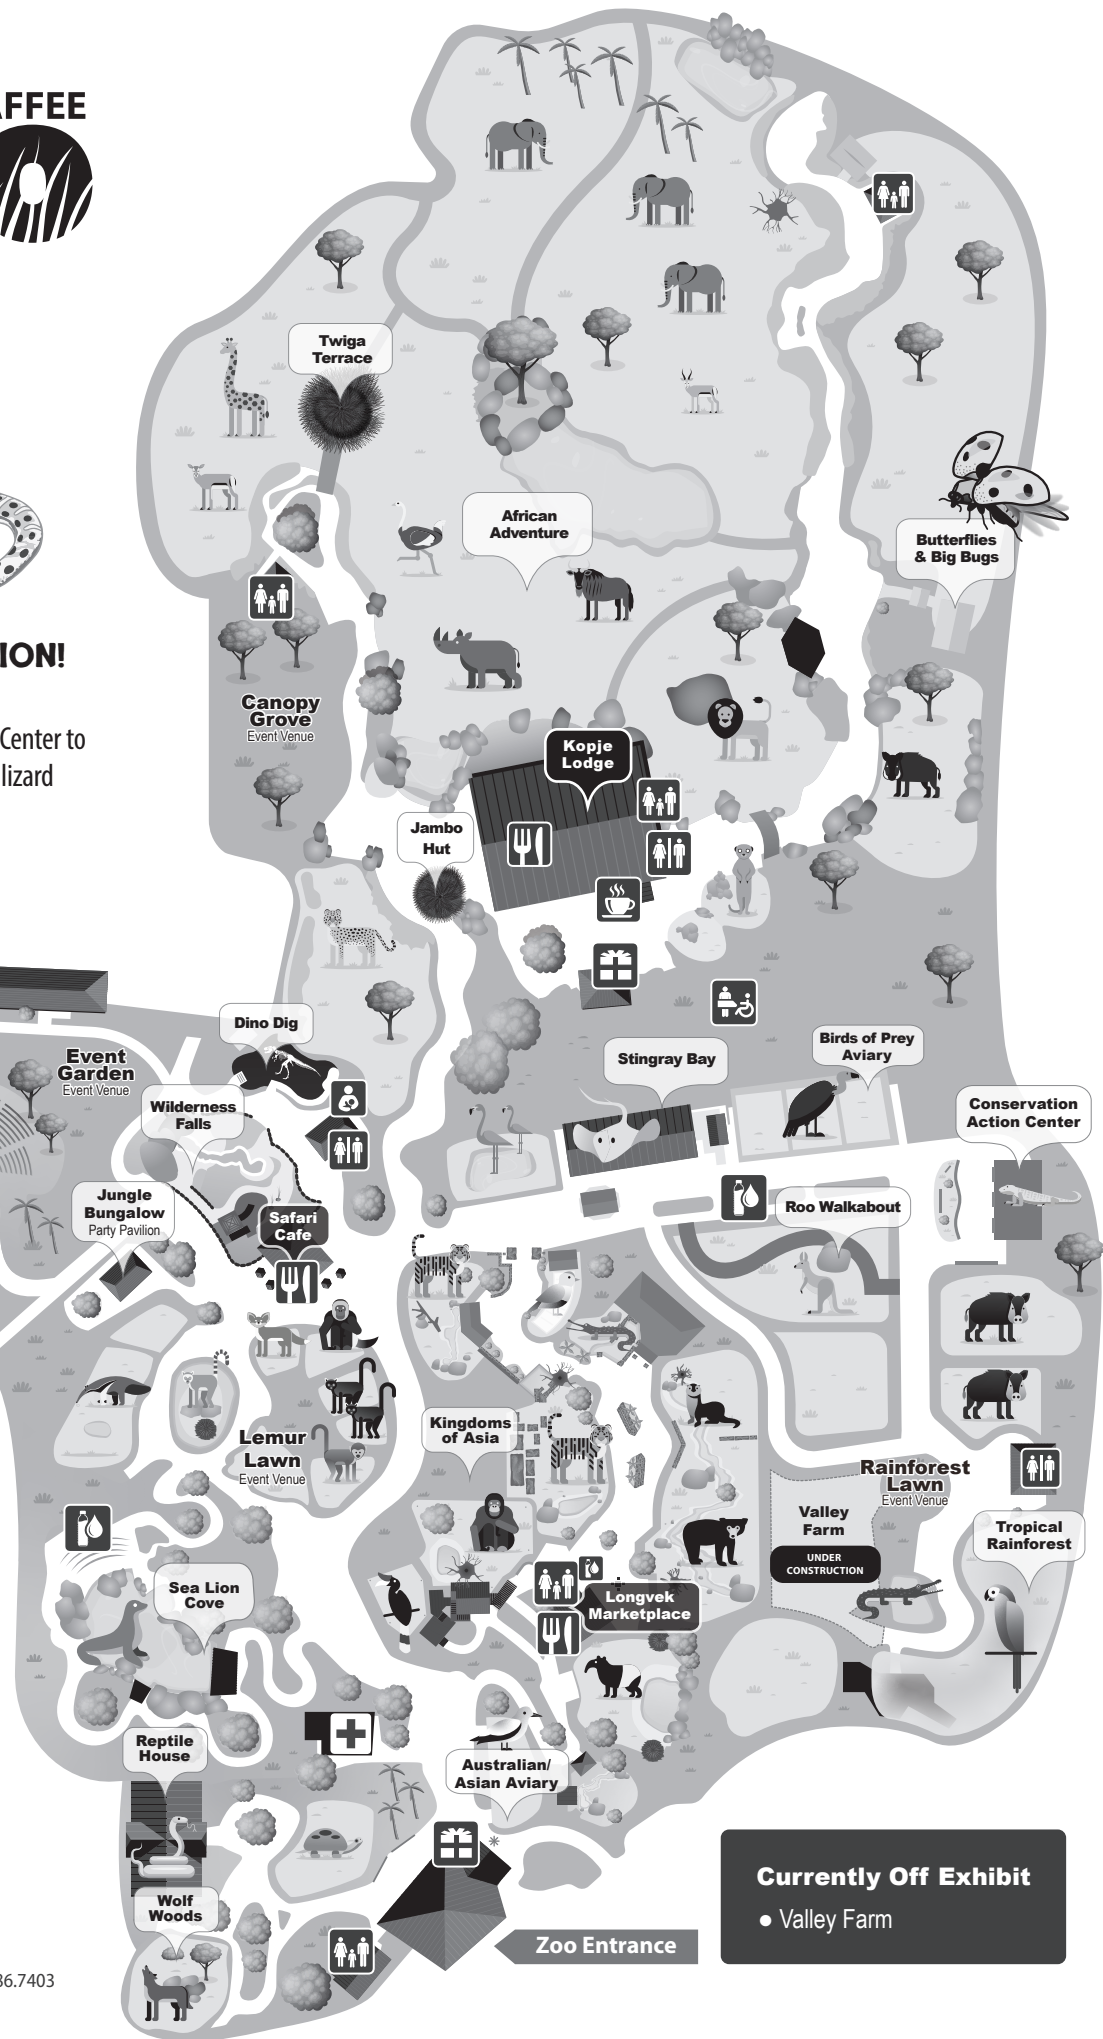 AFFEE
Twiga
Terrace
African
Adventure
Butterflies
& Big Bugs
ION!
Canopy
Grove
Event Venue
Center to
lizard
Kopje
Lodge
Jambo
Hut
Dino Dig
Event
Garden
Event Venue
Stingray Bay
Birds of Prey
Aviary
Wilderness
Falls
Conservation
Action Center
Jungle
Bungalow
Party Pavilion
Safari
Cafe
Roo Walkabout
Kingdoms
of Asia
Lemur
Lawn
Event Venue
Rainforest
Lawn
Event Venue
Valley
Farm
UNDER
CONSTRUCTION
Tropical
Rainforest
Sea Lion
Cove
Longvek
Marketplace
Reptile
House
Australian/
Asian Aviary
*
Wolf
Woods
Currently Off Exhibit
● Valley Farm
Zoo Entrance
86.7403